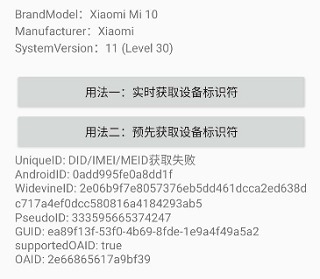 BrandModel：Xiaomi Mi 10
Manufacturer：Xiaomi
SystemVersion：11 (Level 30)
用法一：实时获取设备标识符
用法二：预先获取设备标识符
UniqueID: DID/IMEI/MEID获取失败
AndroidID: 0add995fe0a8dd1f
WidevineID: 2e06b9f7e8057376eb5dd461dcca2ed638d
c717a4ef0dcc580816a4184293ab5
PseudoID: 333595665374247
GUID: ea89f13f-53f0-4b69-8fde-1e9a4f49a5a2
supportedOAID: true
OAID: 2e66865617a9bf39